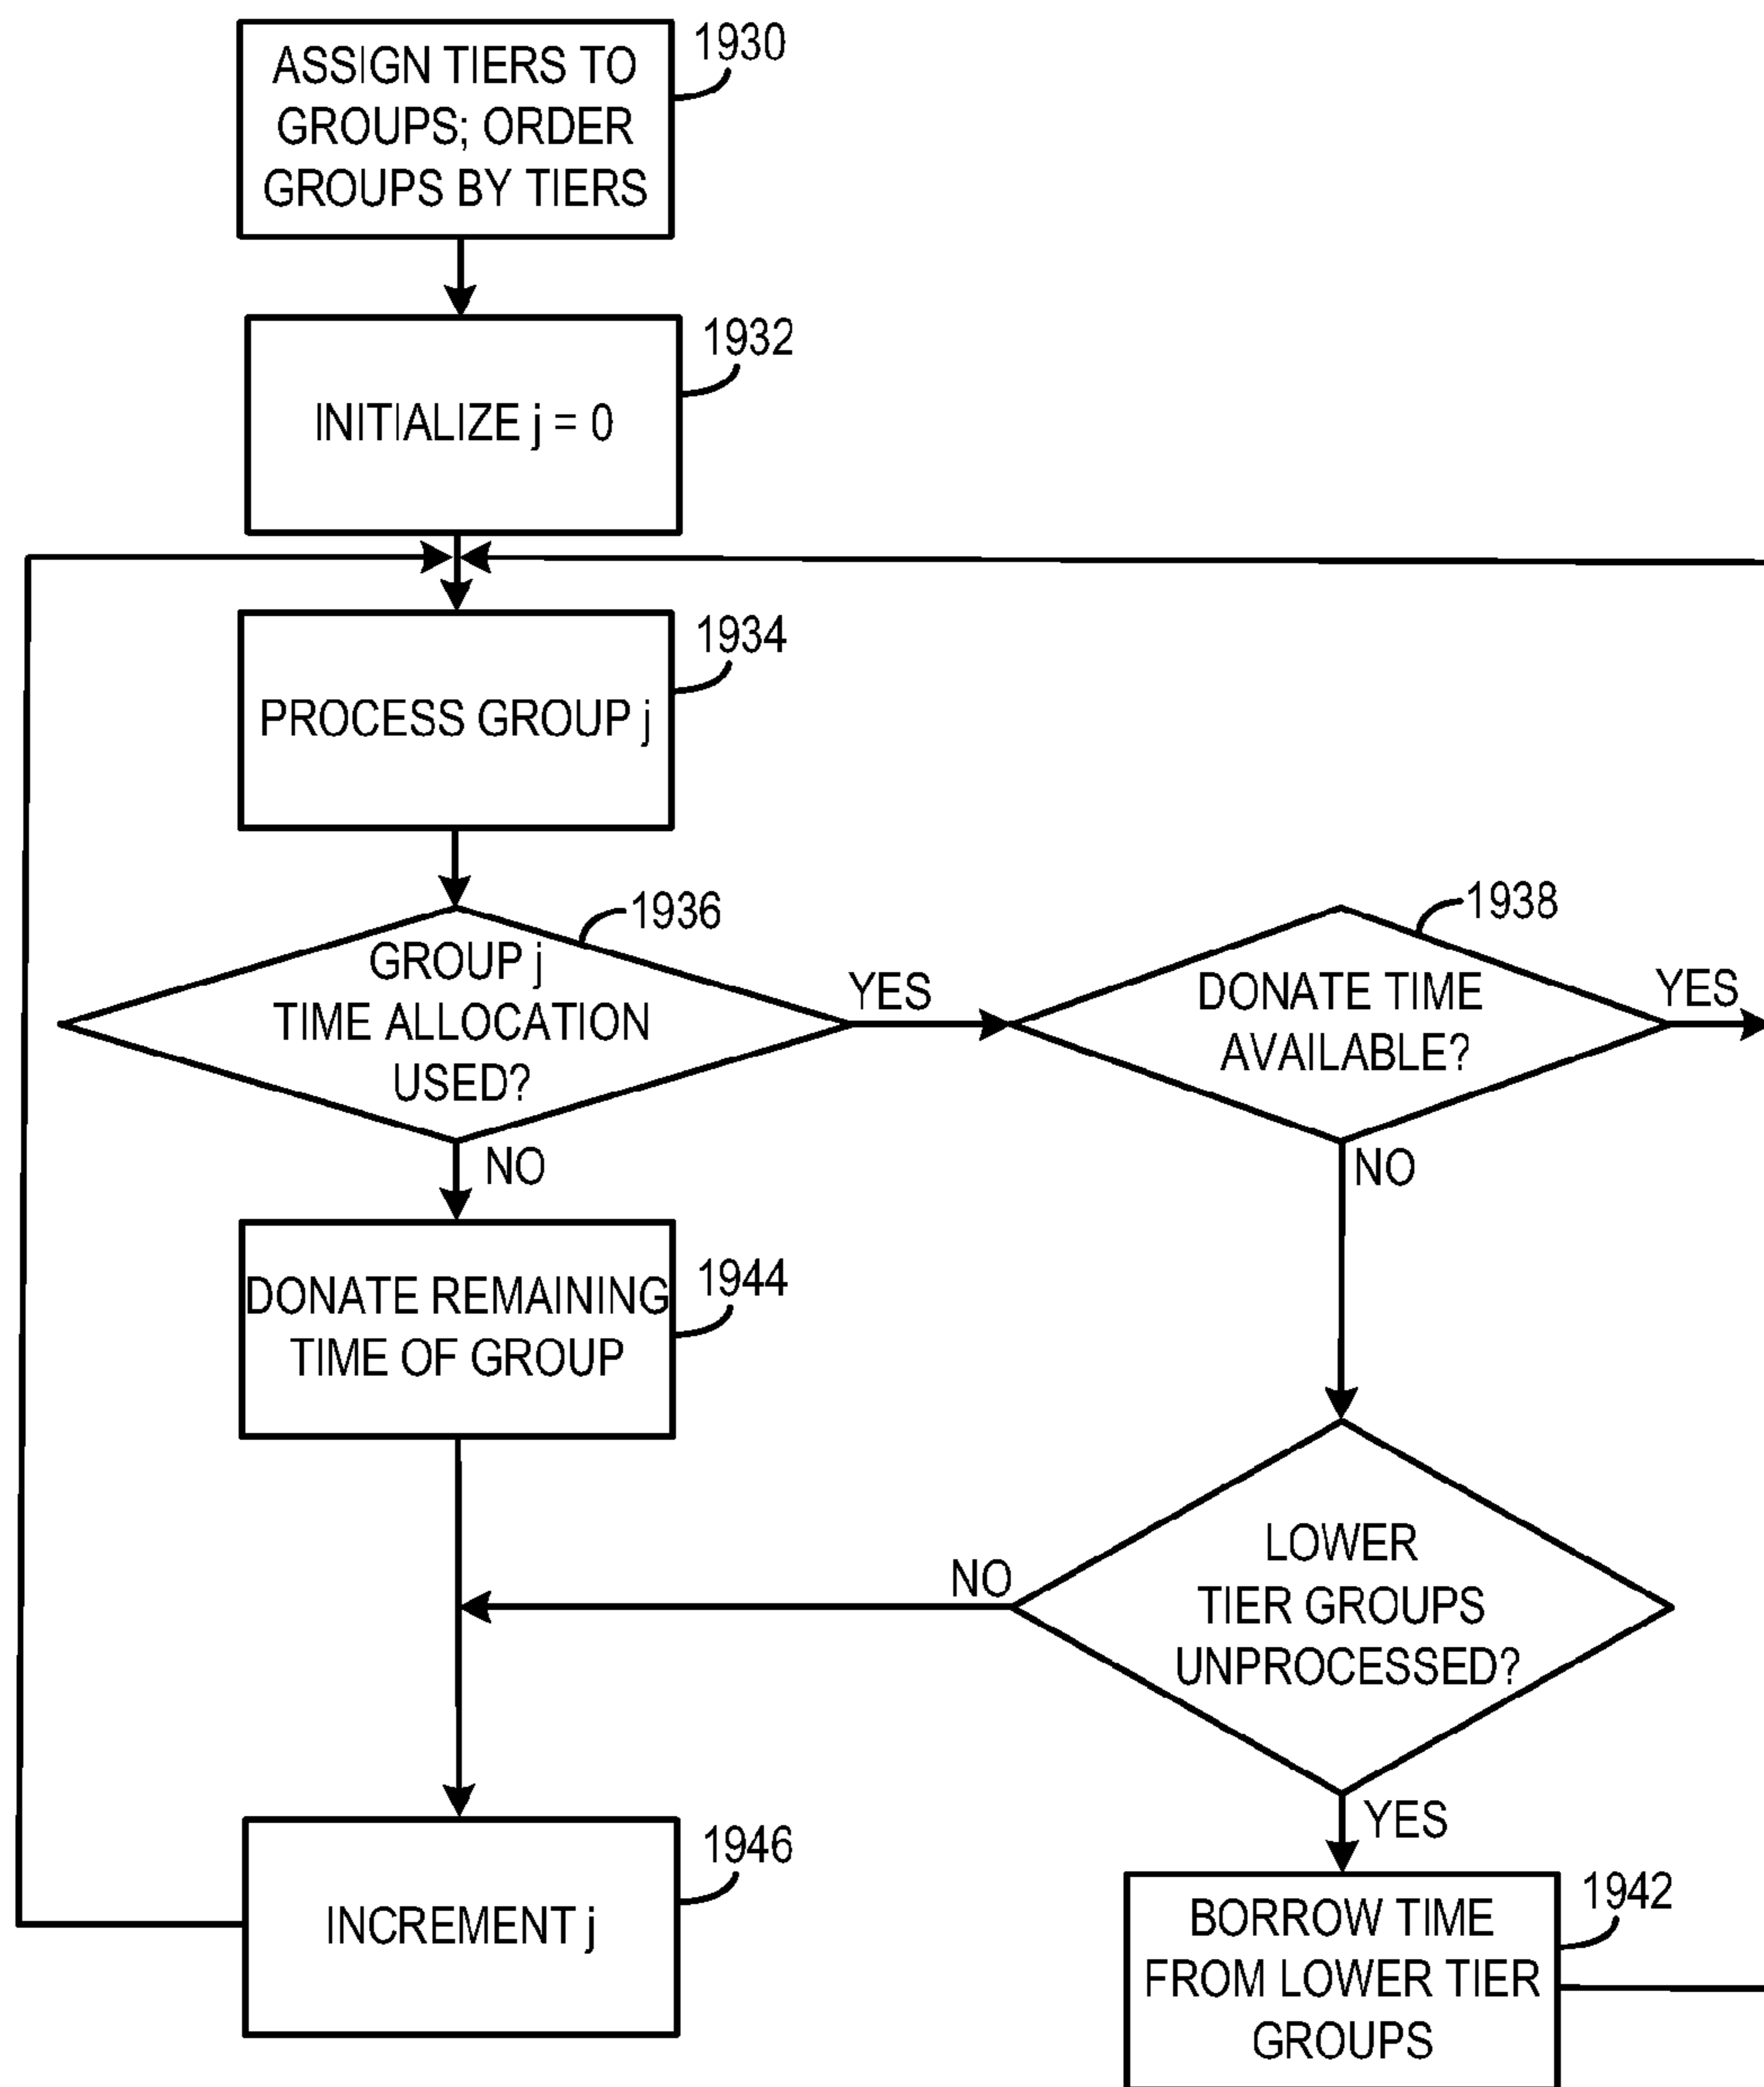 ASSIGN TIERS TO
GROUPS; ORDER
GROUPS BY TIERS
1930
INITIALIZE j = 0
1932
PROCESS GROUP j
1934
GROUP j
TIME ALLOCATION
USED?
1936
YES
NO
DONATE TIME
AVAILABLE?
1938
YES
NO
DONATE REMAINING
TIME OF GROUP
1944
LOWER
TIER GROUPS
UNPROCESSED?
NO
YES
INCREMENT j
1946
BORROW TIME
FROM LOWER TIER
GROUPS
1942